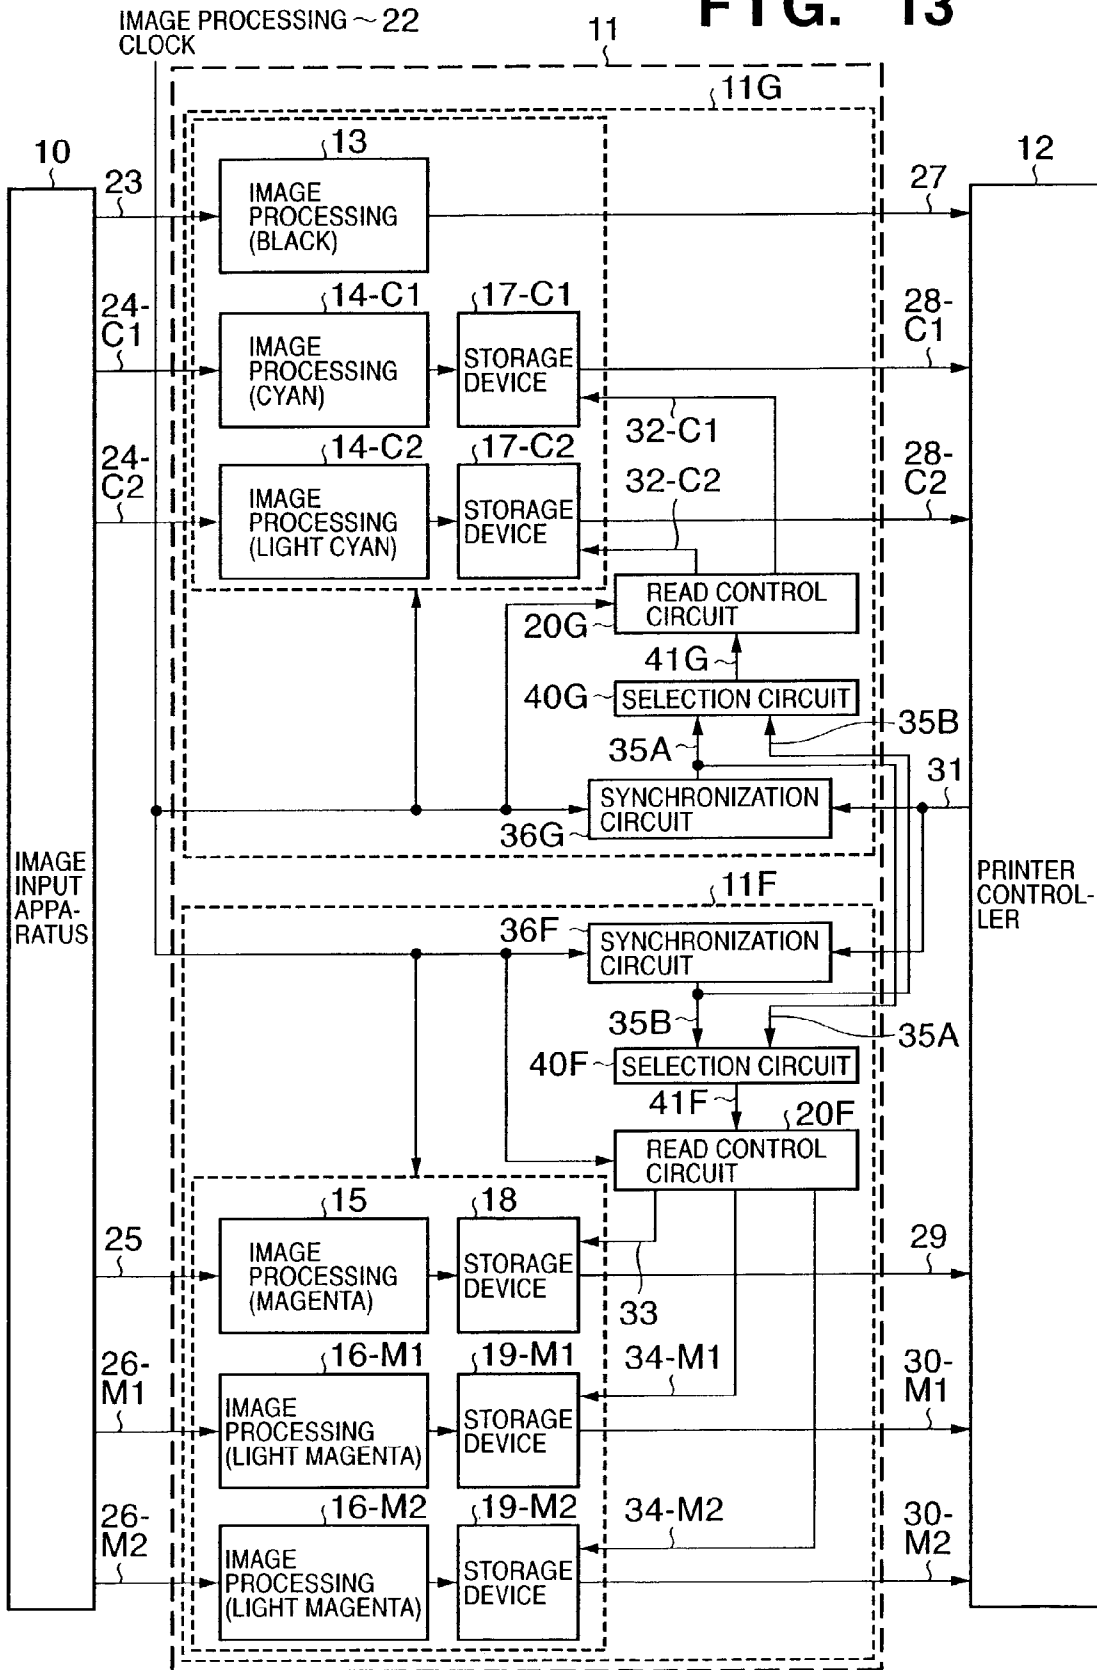 FIG. 13
IMAGE PROCESSING ~ 22
CLOCK
11
11G
10
12
23
13
27
IMAGE
PROCESSING
(BLACK)
24-
C1
14-C1
17-C1
28-
C1
IMAGE
PROCESSING
(CYAN)
STORAGE
DEVICE
32-C1
24-
C2
14-C2
17-C2
32-C2
28-
C2
IMAGE
PROCESSING
(LIGHT CYAN)
STORAGE
DEVICE
READ CONTROL
CIRCUIT
20G
41G
40G
SELECTION CIRCUIT
35B
35A
31
SYNCHRONIZATION
CIRCUIT
36G
IMAGE
INPUT
APPA-
RATUS
PRINTER
CONTROL-
LER
11F
36F
SYNCHRONIZATION
CIRCUIT
35B
35A
40F
SELECTION CIRCUIT
41F
20F
READ CONTROL
CIRCUIT
25
15
18
29
IMAGE
PROCESSING
(MAGENTA)
STORAGE
DEVICE
33
26-
M1
16-M1
19-M1
34-M1
30-
M1
IMAGE
PROCESSING
(LIGHT MAGENTA)
STORAGE
DEVICE
26-
M2
16-M2
19-M2
34-M2
30-
M2
IMAGE
PROCESSING
(LIGHT MAGENTA)
STORAGE
DEVICE